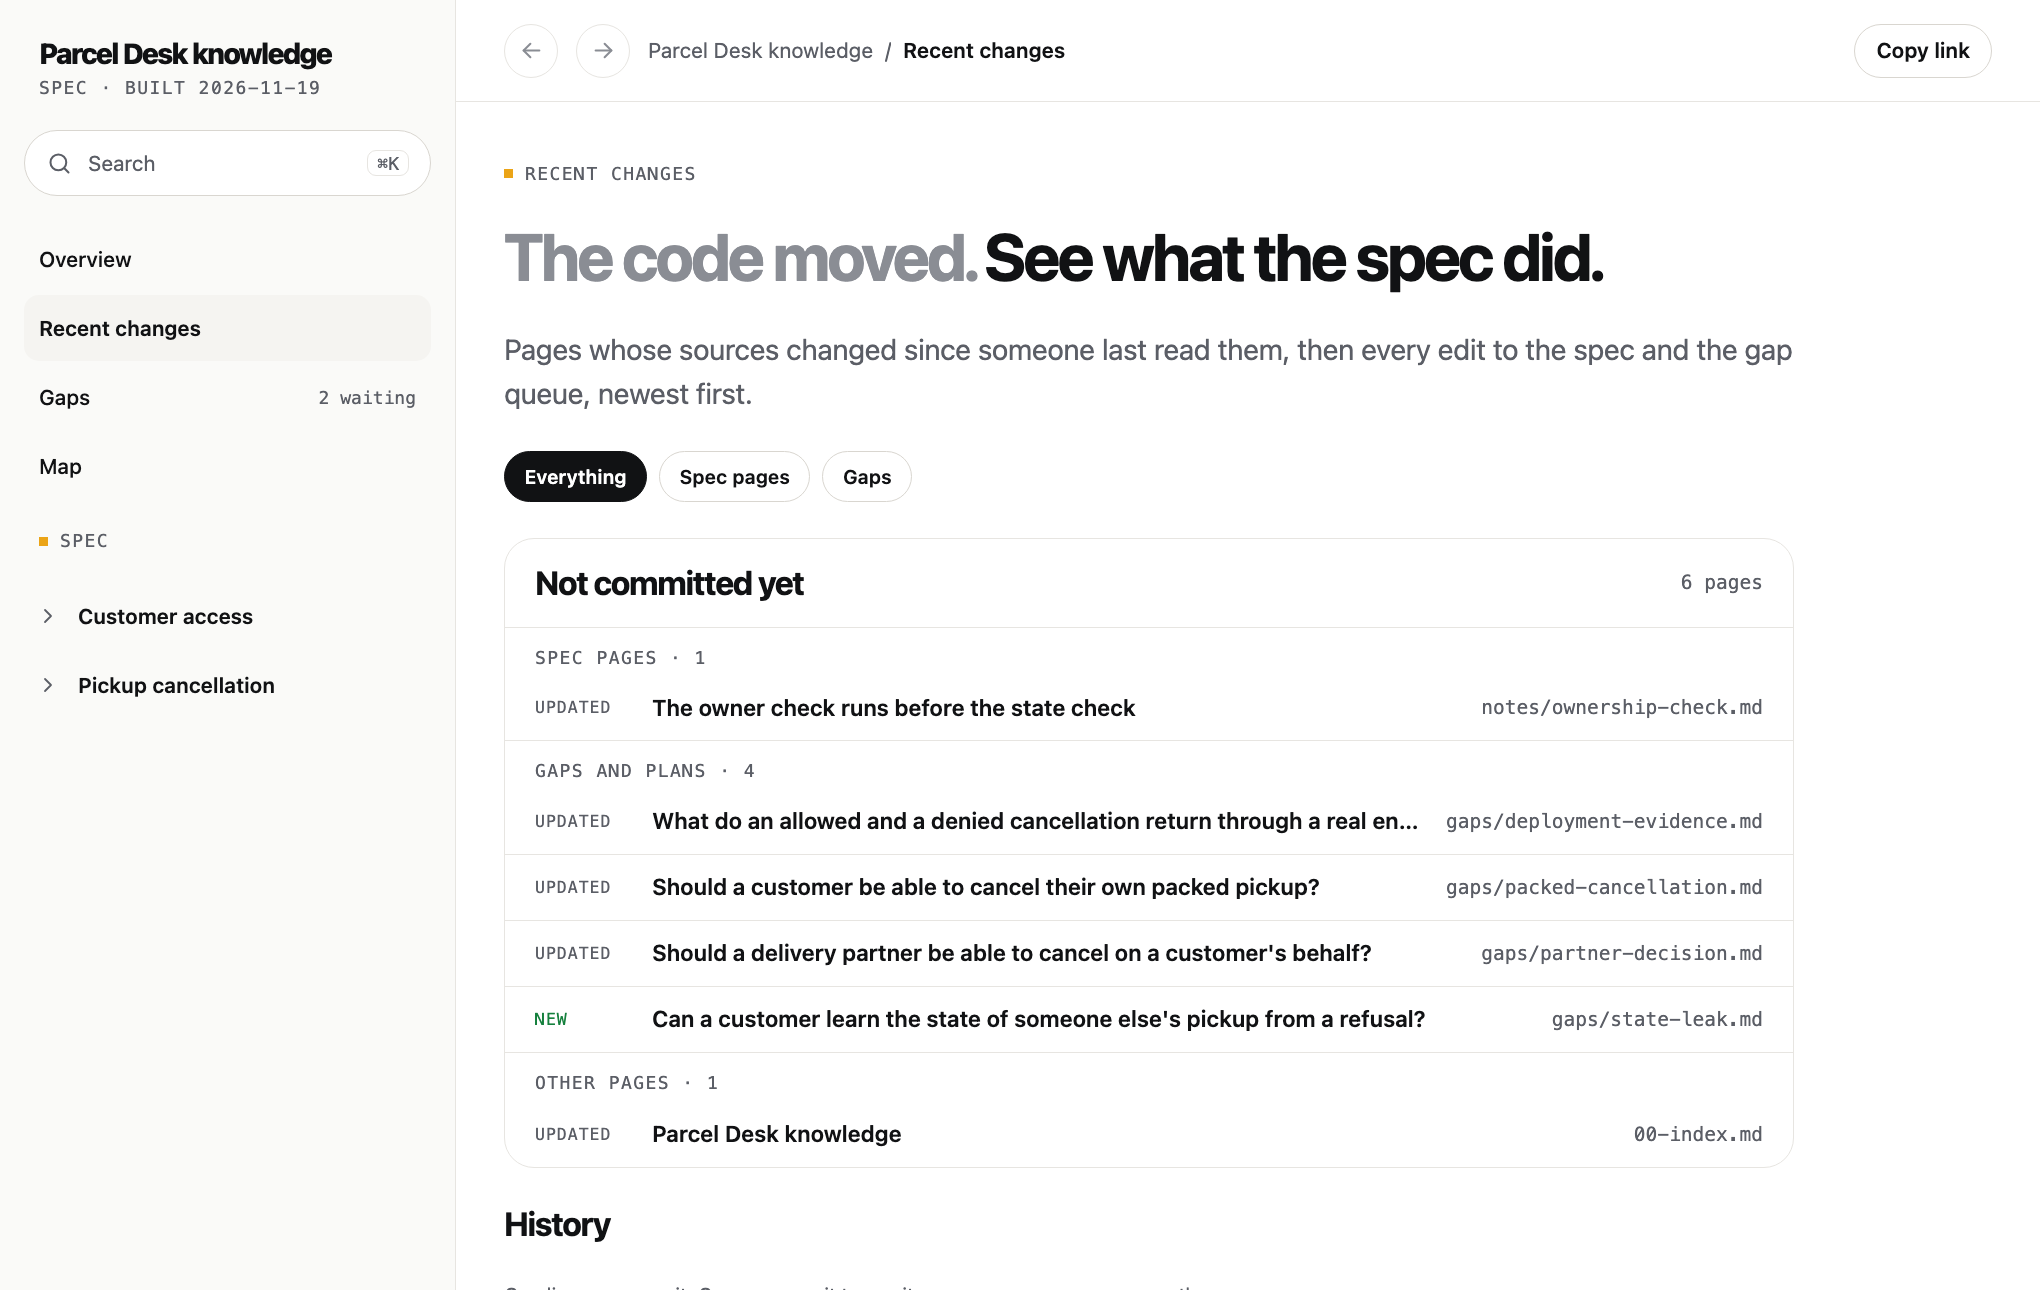 Parcel Desk knowledge
SPEC · BUILT 2026-11-19
Search
⌘K
Overview
Recent changes
Gaps
2 waiting
Map
SPEC
Customer access
Pickup cancellation
Parcel Desk knowledge / Recent changes
Copy link
RECENT CHANGES
The code moved. See what the spec did.
Pages whose sources changed since someone last read them, then every edit to the spec and the gap
queue, newest first.
Everything
Spec pages
Gaps
Not committed yet
6 pages
SPEC PAGES · 1
UPDATED The owner check runs before the state check notes/ownership-check.md
GAPS AND PLANS · 4
UPDATED What do an allowed and a denied cancellation return through a real en... gaps/deployment-evidence.md
UPDATED Should a customer be able to cancel their own packed pickup? gaps/packed-cancellation.md
UPDATED Should a delivery partner be able to cancel on a customer's behalf? gaps/partner-decision.md
NEW Can a customer learn the state of someone else's pickup from a refusal? gaps/state-leak.md
OTHER PAGES · 1
UPDATED Parcel Desk knowledge 00-index.md
History